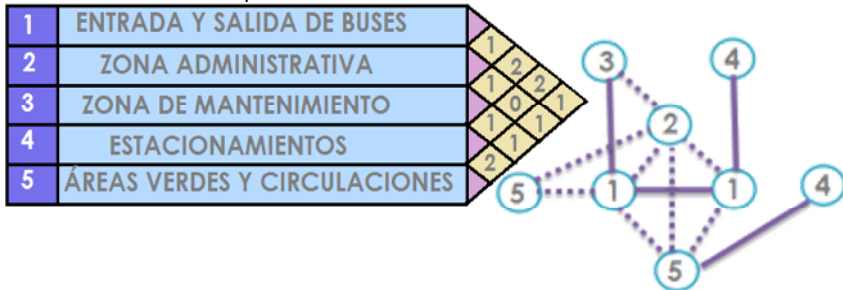 1 ENTRADA Y SALIDA DE BUSES
2 ZONA ADMINISTRATIVA
3 ZONA DE MANTENIMIENTO
4 ESTACIONAMIENTOS
5 ÁREAS VERDES Y CIRCULACIONES
1
2
1 2
0 1
1 1
1
2
3 4
2
5 1 1 4
5